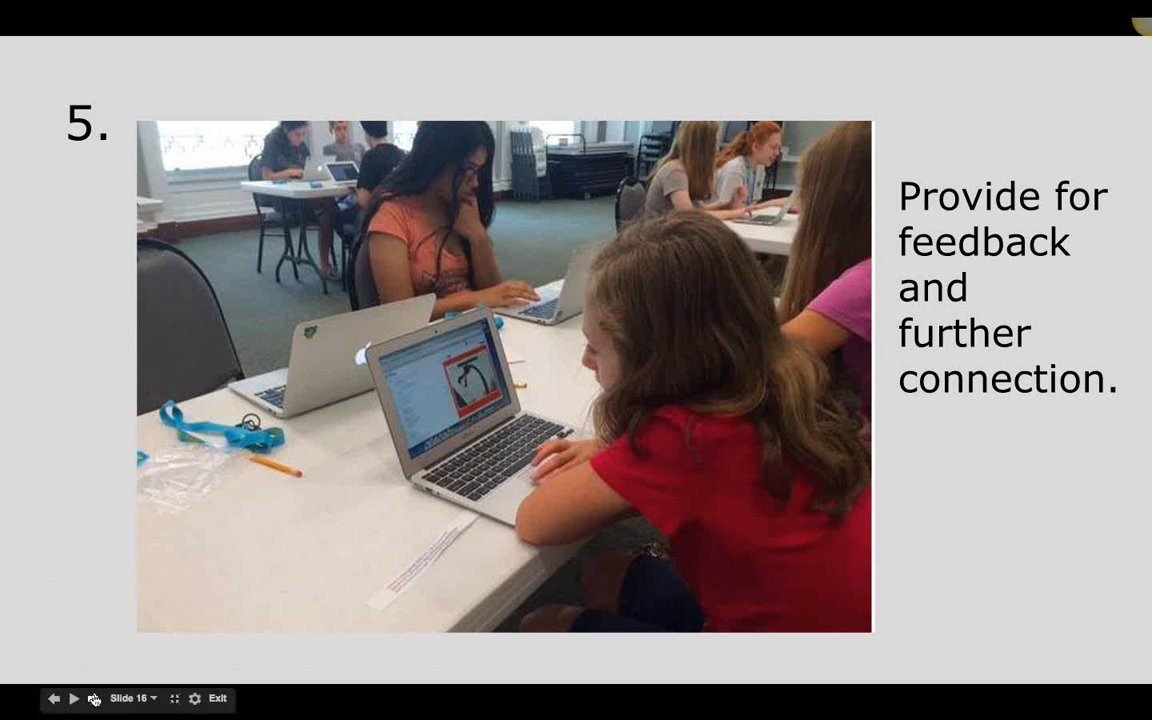 5.
Provide for
feedback
and
further
connection.
Slide 16
Exit